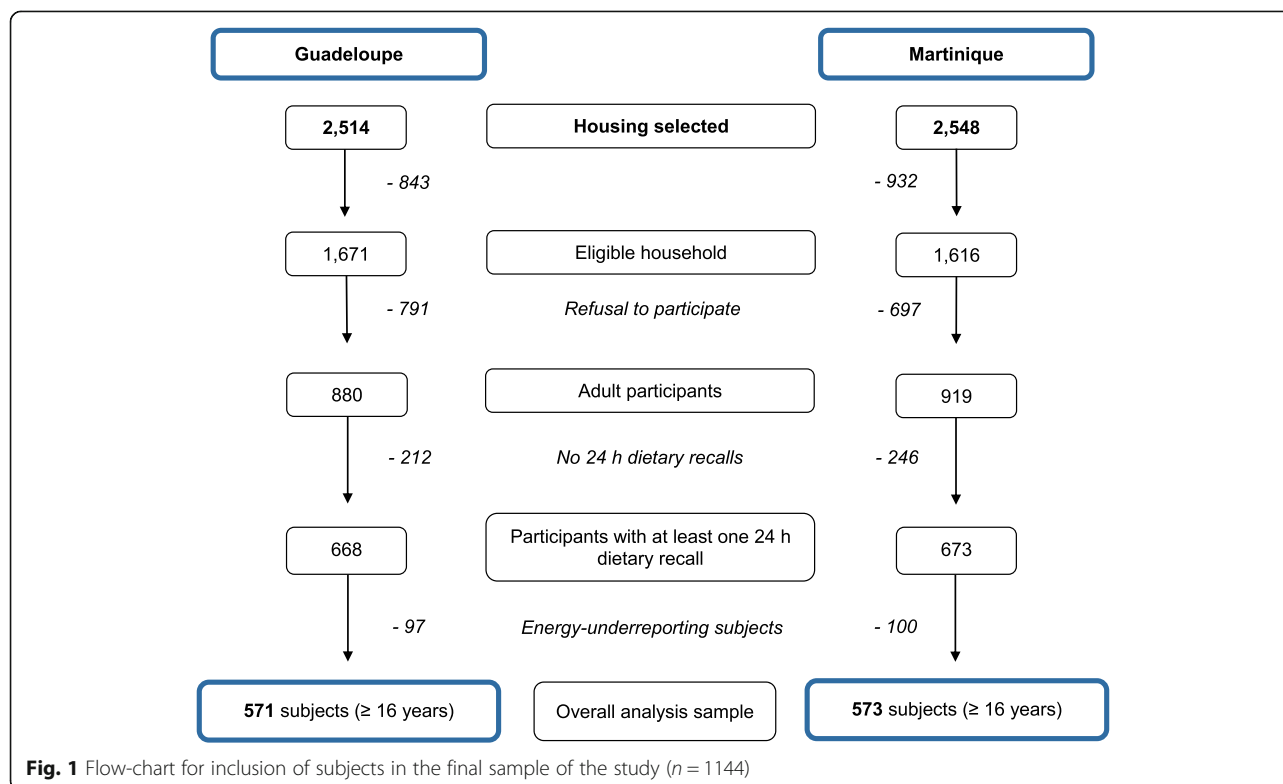 Guadeloupe
Martinique
2,514
Housing selected
2,548
- 843
- 932
1,671
Eligible household
1,616
- 791
Refusal to participate
- 697
880
Adult participants
919
- 212
No 24 h dietary recalls
- 246
668
Participants with at least one 24 h
dietary recall
673
- 97
Energy-underreporting subjects
- 100
571 subjects (≥ 16 years)
Overall analysis sample
573 subjects (≥ 16 years)
Fig. 1 Flow-chart for inclusion of subjects in the final sample of the study (n = 1144)